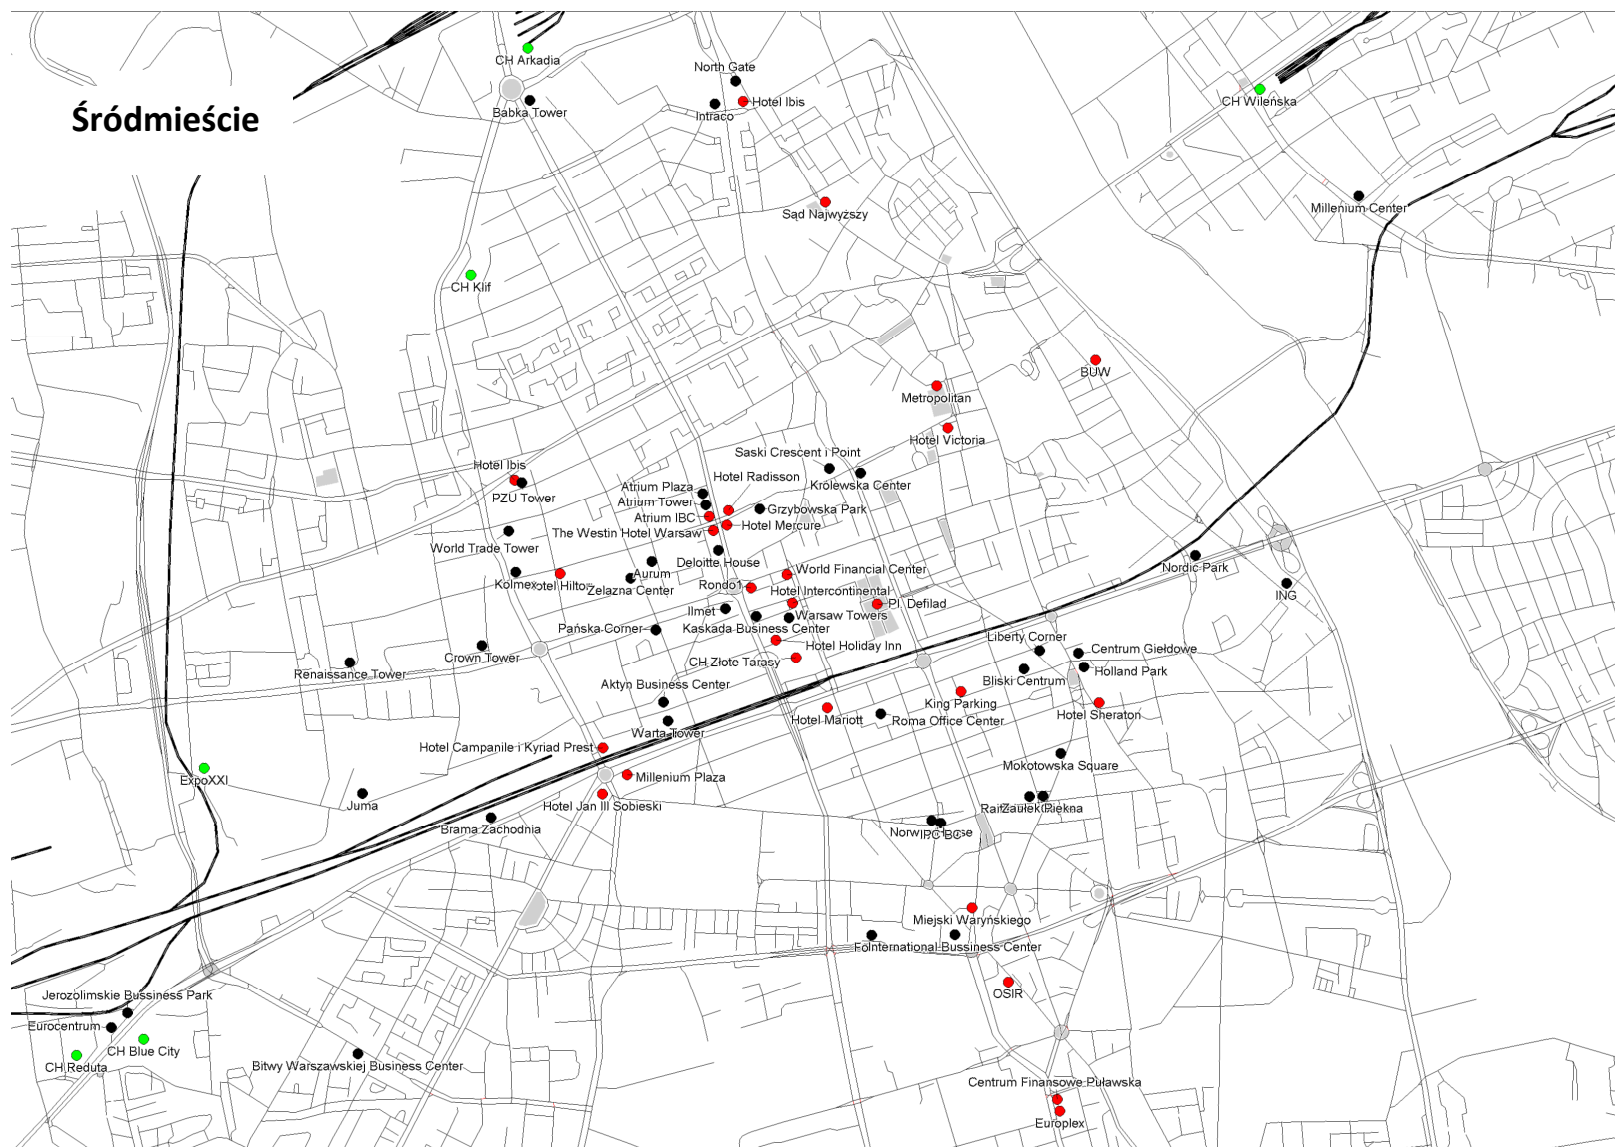 CH Arkadia
North Gate
Hotel Ibis
CH Wileńska
Babka Tower
Intraco
Śródmieście
Millenium Center
Sąd Najwyższy
CH Klif
BUW
Metropolitan
Hotel Victoria
Saski Crescent i Point
Hotel Ibis
Hotel Radisson
Królewska Center
PZU Tower
Atrium Plaza
Atrium Tower
Grzybowska Park
Atrium IBC
Hotel Mercure
The Westin Hotel Warsaw
World Trade Tower
Deloitte House
Nordic Park
Aurum
World Financial Center
Kolmex
Hotel Hilton
Zelazna Center
Rondo1
Hotel Intercontinental
ING
Pl. Defilad
Ilmet
Warsaw Towers
Pańska Corner
Kaskada Business Center
Liberty Corner
Hotel Holiday Inn
Centrum Giełdowe
Crown Tower
CH Złote Tarasy
Renaissance Tower
Holland Park
Bliski Centrum
Aktyn Business Center
King Parking
Hotel Sheraton
Hotel Mariott
Roma Office Center
Warta Tower
Hotel Campanile i Kyriad Prest
Mokotowska Square
ExpoXXI
Millenium Plaza
Juma
Hotel Jan III Sobieski
Zaułek Piękna
Brama Zachodnia
IPC BC
Miejski Waryńskiego
International Bussiness Center
OSIR
Jerozolimskie Bussiness Park
Eurocentrum
CH Blue City
CH Reduta
Bitwy Warszawskiej Business Center
Centrum Finansowe Puławska
Europlex